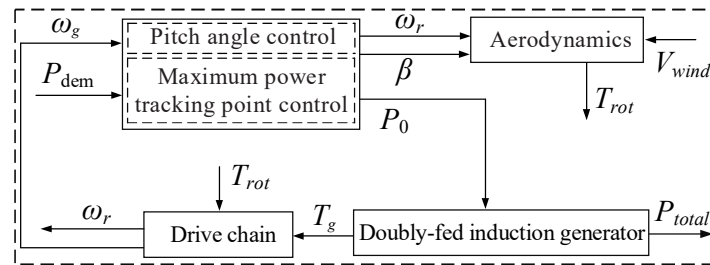 ω_g
Pitch angle control
ω_r
Aerodynamics
β
V_wind
P_dem
Maximum power
tracking point control
P_0
T_rot
T_rot
ω_r
Drive chain
T_g
Doubly-fed induction generator
P_total